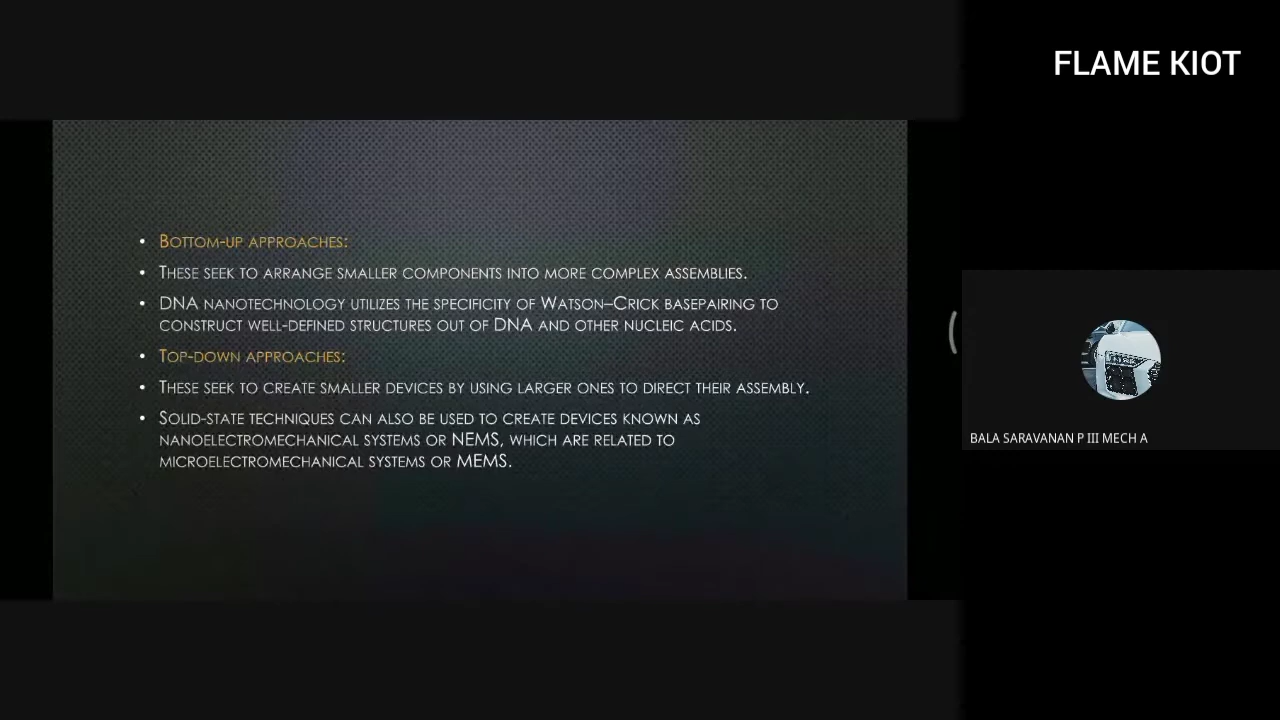 FLAME KIOT
• BOTTOM-UP APPROACHES:
• THESE SEEK TO ARRANGE SMALLER COMPONENTS INTO MORE COMPLEX ASSEMBLIES.
• DNA NANOTECHNOLOGY UTILIZES THE SPECIFICITY OF WATSON–CRICK BASEPAIRING TO
CONSTRUCT WELL-DEFINED STRUCTURES OUT OF DNA AND OTHER NUCLEIC ACIDS.
• TOP-DOWN APPROACHES:
• THESE SEEK TO CREATE SMALLER DEVICES BY USING LARGER ONES TO DIRECT THEIR ASSEMBLY.
• SOLID-STATE TECHNIQUES CAN ALSO BE USED TO CREATE DEVICES KNOWN AS
NANOELECTROMECHANICAL SYSTEMS OR NEMS, WHICH ARE RELATED TO
MICROELECTROMECHANICAL SYSTEMS OR MEMS.
BALA SARAVANAN P III MECH A